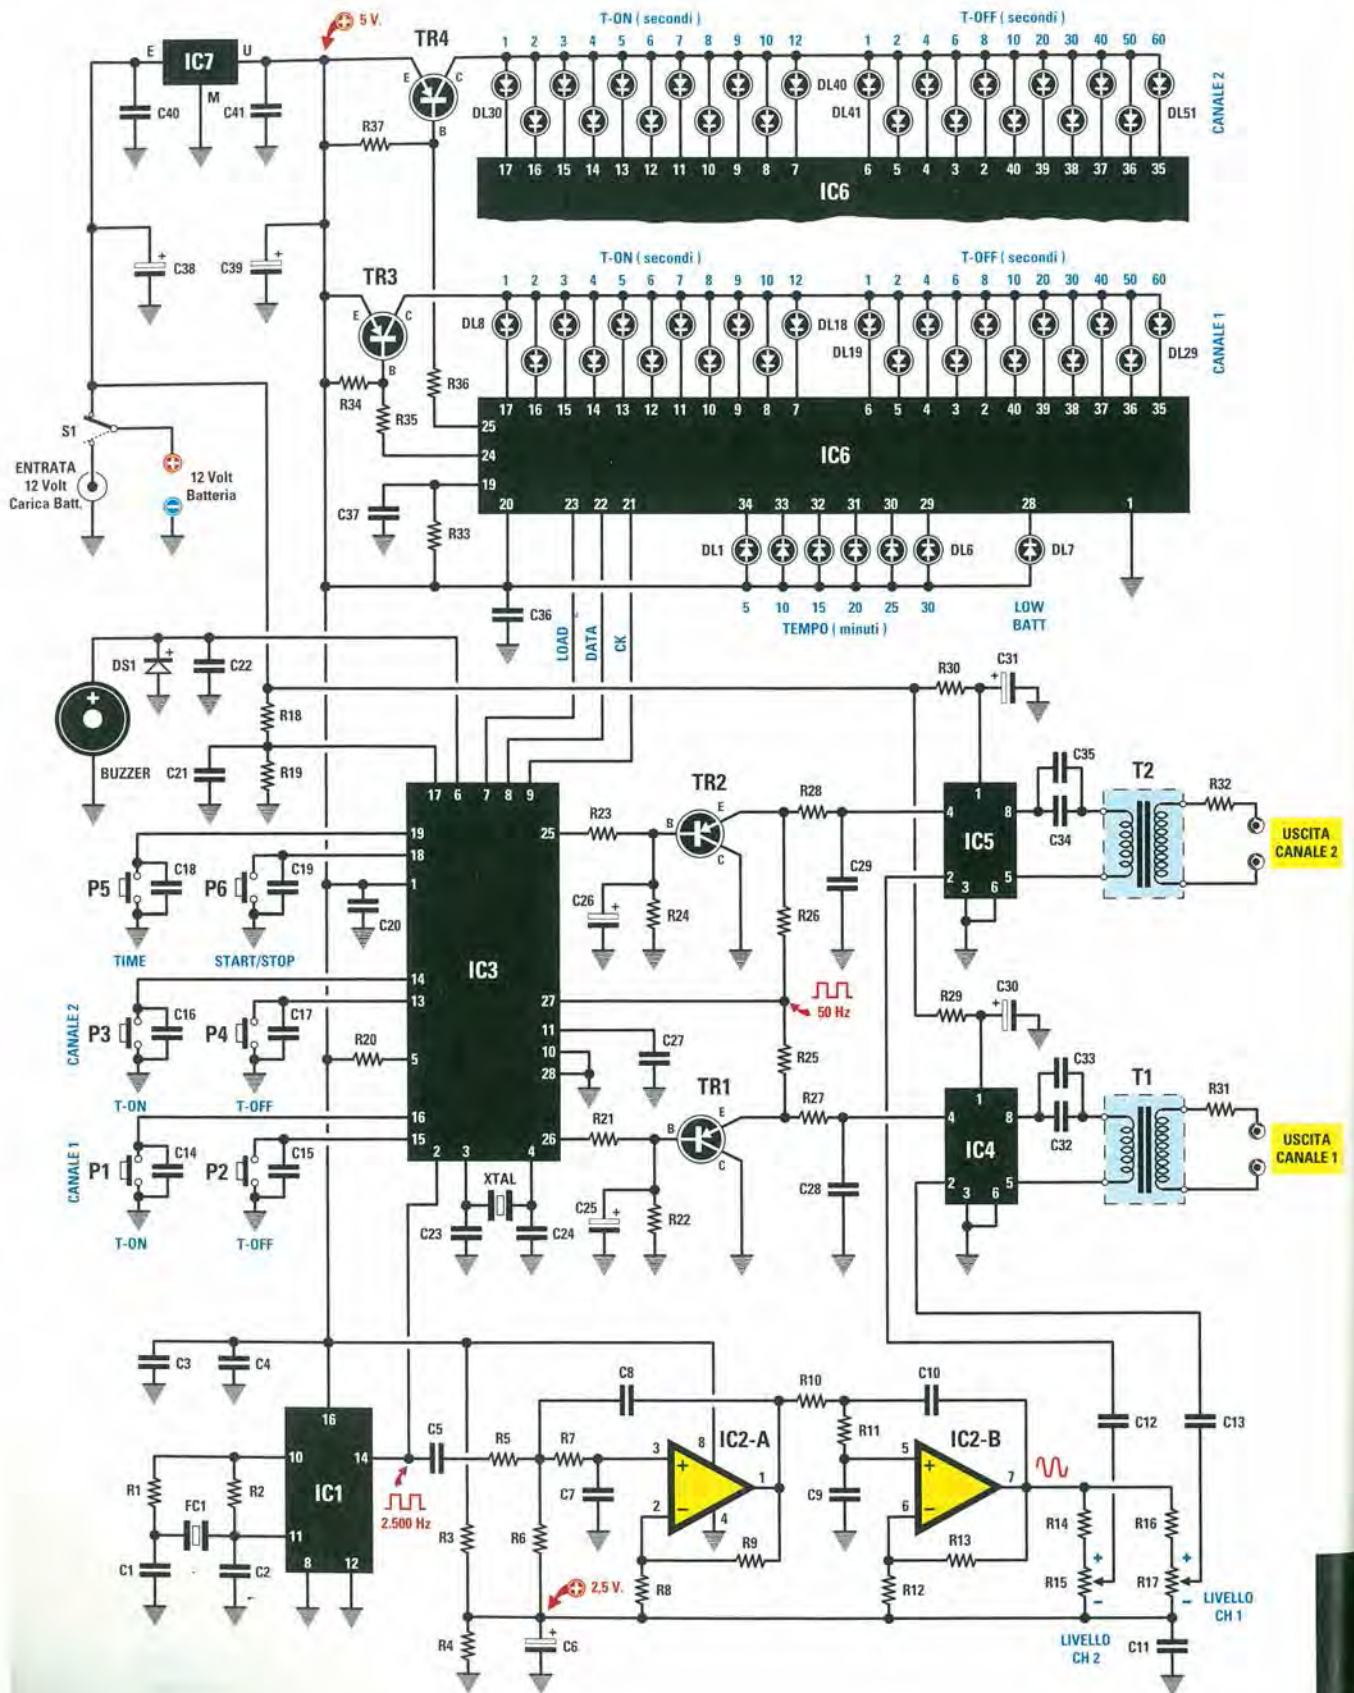 5 V.
T-ON ( secondi )
T-OFF ( secondi )
TR4
1 2 3 4 5 6 7 8 9 10 12
1 2 4 6 8 10 20 30 40 50 60
E IC7 U
M
C40
C41
E C
B
R37
DL30
DL40
DL41
DL51
CANALE 2
17 16 15 14 13 12 11 10 9 8 7
6 5 4 3 2 40 39 38 37 36 35
IC6
C38
C39
T-ON ( secondi )
T-OFF ( secondi )
TR3
1 2 3 4 5 6 7 8 9 10 12
1 2 4 6 8 10 20 30 40 50 60
E C
B
DL8
DL18
DL19
DL29
CANALE 1
R34
R35
R36
17 16 15 14 13 12 11 10 9 8 7
6 5 4 3 2 40 39 38 37 36 35
25
24
19
IC6
20 23 22 21
34 33 32 31 30 29 28 1
S1
ENTRATA
12 Volt
Carica Batt.
12 Volt
Batteria
C37
R33
DL1
DL6
DL7
C36
LOAD
DATA
CK
5 10 15 20 25 30
TEMPO ( minuti )
LOW
BATT
DS1
C22
BUZZER
R18
C21
R19
R30
C31
17 6 7 8 9
19
18
1
14
13
5
16
15
25
27
11
10
28
26
2 3 4
IC3
P5
C18
P6
C19
C20
TIME
START/STOP
R23
TR2
B E C
R28
C26
R24
R26
C29
4 1 8
IC5
2 3 6 5
C35
C34
T2
R32
USCITA
CANALE 2
CANALE 2
P3
C16
P4
C17
R20
T-ON
T-OFF
C27
50 Hz
R25
R29
C30
CANALE 1
P1
C14
P2
C15
T-ON
T-OFF
R21
TR1
B E C
R27
C25
R22
C28
4 1 8
IC4
2 3 6 5
C33
C32
T1
R31
USCITA
CANALE 1
XTAL
C23
C24
C3
C4
C8
R10
C10
C12
C13
16
10
14
11
8 12
IC1
R1
FC1
R2
C1
C2
2.500 Hz
C5
R5
R7
C7
R3
R6
3 8
IC2-A
2 4 1
R9
R8
R11
C9
5
IC2-B
6 7
R13
R12
R14
R16
+ R15 –
+ R17 –
LIVELLO
CH 1
LIVELLO
CH 2
2,5 V.
R4
C6
C11